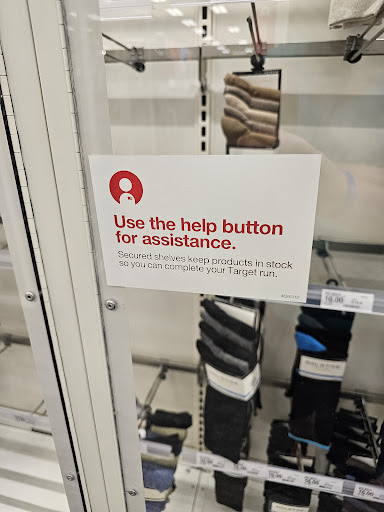 Use the help button
for assistance.
Secured shelves keep products in stock
so you can complete your Target run.